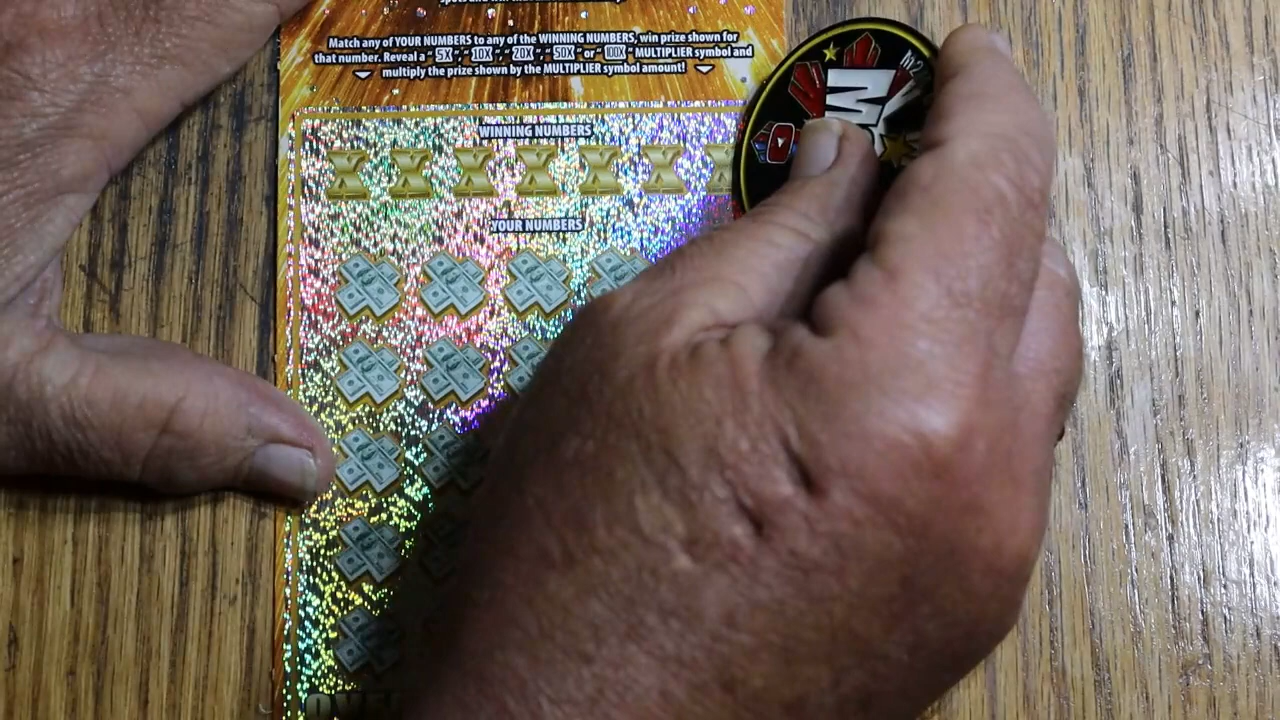 Match any of YOUR NUMBERS to any of the WINNING NUMBERS, win prize shown for
that number. Reveal a "5X", "10X", "20X", "50X" or "100X" MULTIPLIER symbol and
multiply the prize shown by the MULTIPLIER symbol amount!
WINNING NUMBERS
YOUR NUMBERS